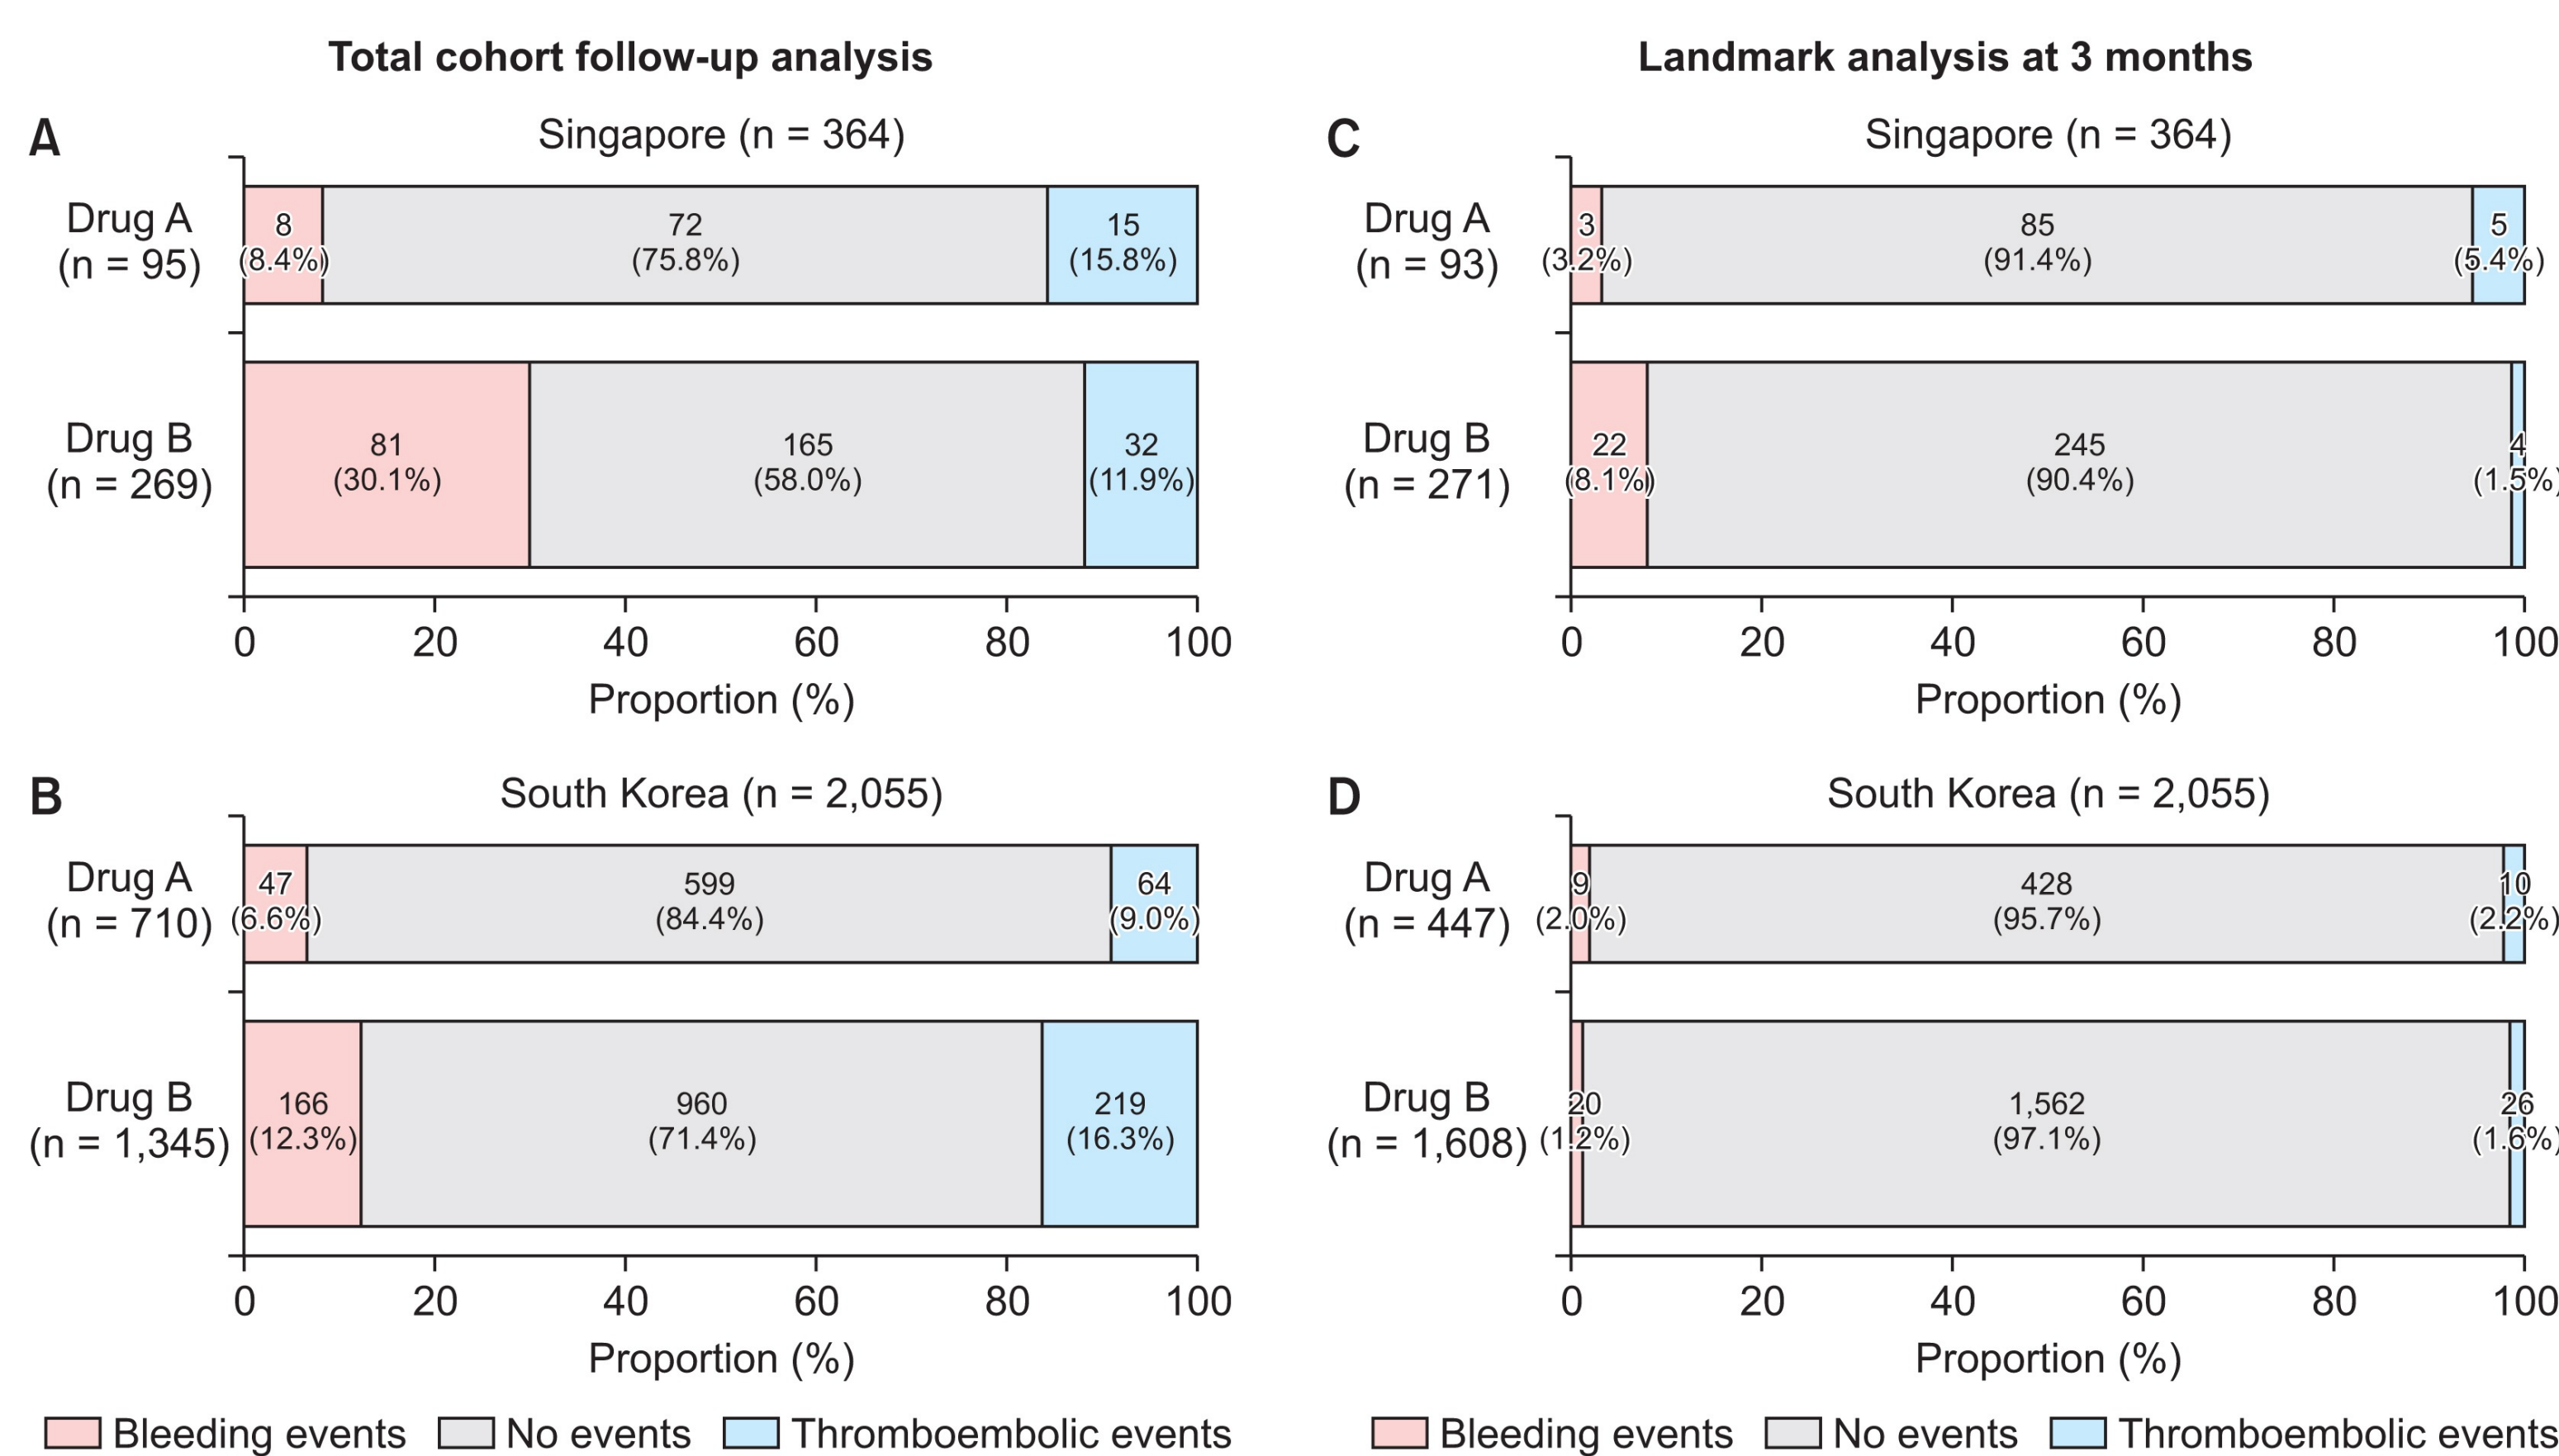 Total cohort follow-up analysis
A
Singapore (n = 364)
Drug A
(n = 95)
8
(8.4%)
72
(75.8%)
15
(15.8%)
Drug B
(n = 269)
81
(30.1%)
165
(58.0%)
32
(11.9%)
0 20 40 60 80 100
Proportion (%)
B
South Korea (n = 2,055)
Drug A
(n = 710)
47
(6.6%)
599
(84.4%)
64
(9.0%)
Drug B
(n = 1,345)
166
(12.3%)
960
(71.4%)
219
(16.3%)
0 20 40 60 80 100
Proportion (%)
Bleeding events No events Thromboembolic events
Landmark analysis at 3 months
C
Singapore (n = 364)
Drug A
(n = 93)
3
(3.2%)
85
(91.4%)
5
(5.4%)
Drug B
(n = 271)
22
(8.1%)
245
(90.4%)
4
(1.5%)
0 20 40 60 80 100
Proportion (%)
D
South Korea (n = 2,055)
Drug A
(n = 447)
9
(2.0%)
428
(95.7%)
10
(2.2%)
Drug B
(n = 1,608)
20
(1.2%)
1,562
(97.1%)
26
(1.6%)
0 20 40 60 80 100
Proportion (%)
Bleeding events No events Thromboembolic events